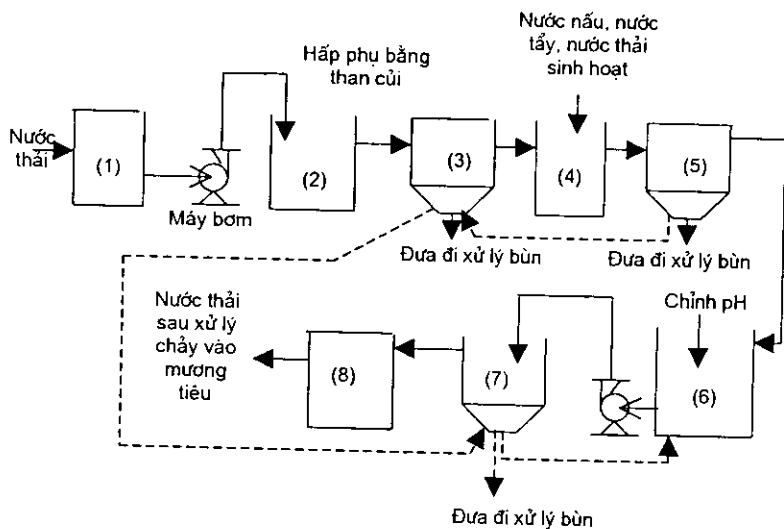 Nước nấu, nước
tẩy, nước thải
sinh hoạt
Hấp phụ bằng
than củi
Nước
thải
(1)
(2)
(3)
(4)
(5)
Máy bơm
Đưa đi xử lý bùn
Đưa đi xử lý bùn
Nước thải
sau xử lý
chảy vào
mương
tiêu
Chỉnh pH
(8)
(7)
(6)
Đưa đi xử lý bùn